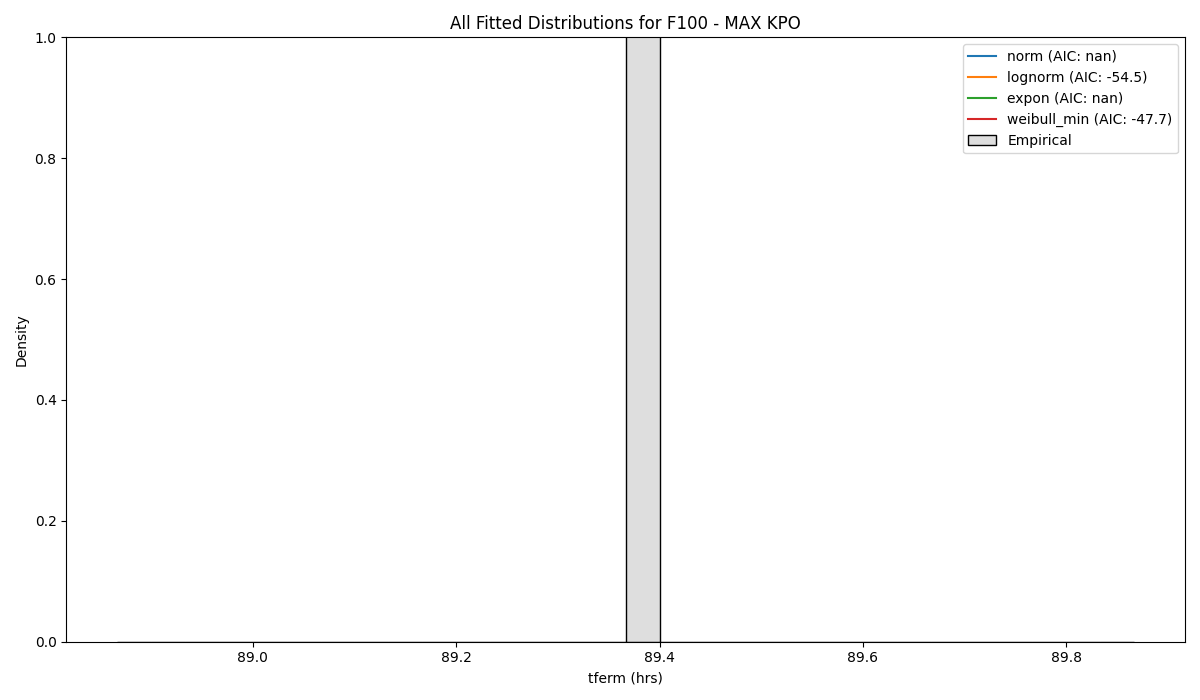 All Fitted Distributions for F100 - MAX KPO
norm (AIC: nan)
lognorm (AIC: -54.5)
expon (AIC: nan)
weibull_min (AIC: -47.7)
Empirical
1.0
0.8
0.6
0.4
0.2
0.0
Density
89.0 89.2 89.4 89.6 89.8
tferm (hrs)